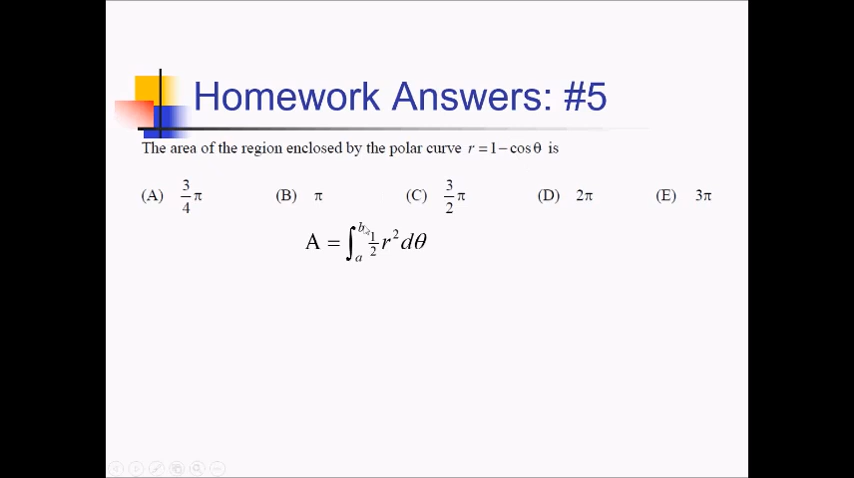 Homework Answers: #5
The area of the region enclosed by the polar curve r = 1 − cos θ is
(A) 3/4 π (B) π (C) 3/2 π (D) 2π (E) 3π
A = ∫_a^b 1/2 r² dθ